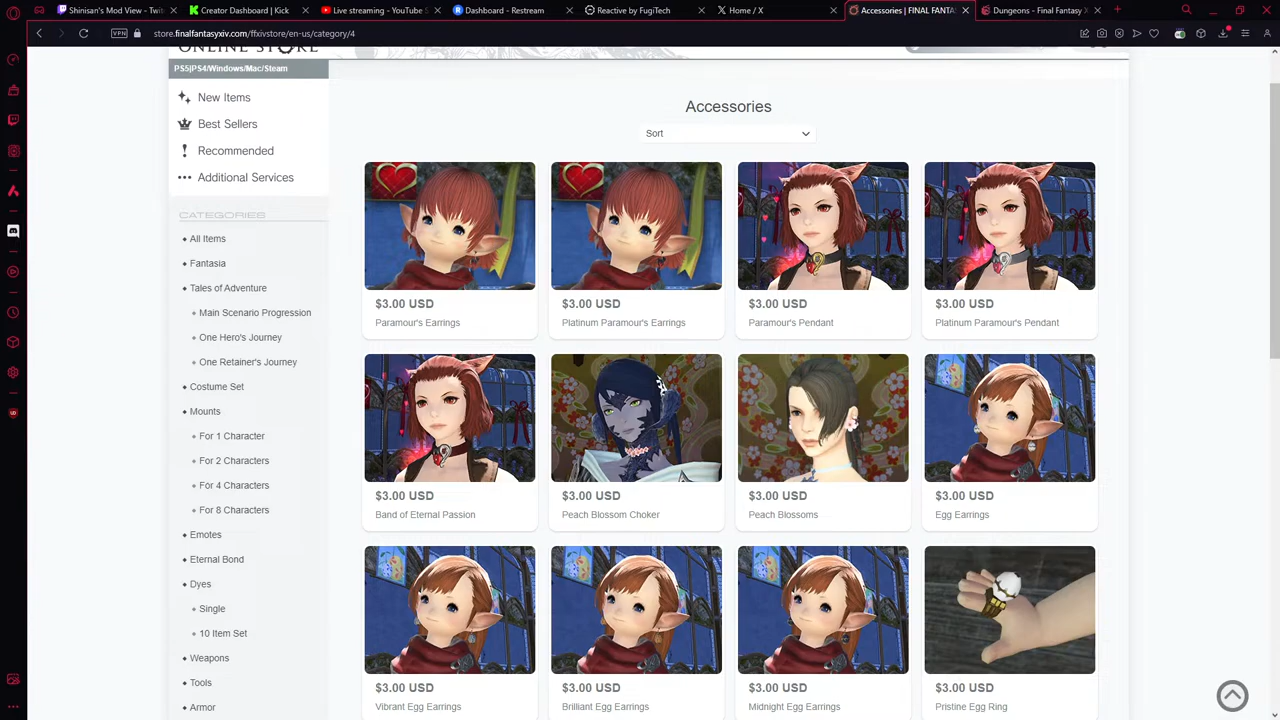 Shinisan's Mod View - Twitch
Creator Dashboard | Kick
Live streaming - YouTube S
Dashboard - Restream
Reactive by FugiTech
Home / X
Accessories | FINAL FANTAS
Dungeons - Final Fantasy X
VPN
store.finalfantasyxiv.com/ffxivstore/en-us/category/4
ONLINE STORE
PS5|PS4/Windows/Mac/Steam
New Items
Best Sellers
Recommended
Additional Services
CATEGORIES
All Items
Fantasia
Tales of Adventure
Main Scenario Progression
One Hero's Journey
One Retainer's Journey
Costume Set
Mounts
For 1 Character
For 2 Characters
For 4 Characters
For 8 Characters
Emotes
Eternal Bond
Dyes
Single
10 Item Set
Weapons
Tools
Armor
Accessories
Sort
$3.00 USD
Paramour's Earrings
$3.00 USD
Platinum Paramour's Earrings
$3.00 USD
Paramour's Pendant
$3.00 USD
Platinum Paramour's Pendant
$3.00 USD
Band of Eternal Passion
$3.00 USD
Peach Blossom Choker
$3.00 USD
Peach Blossoms
$3.00 USD
Egg Earrings
$3.00 USD
Vibrant Egg Earrings
$3.00 USD
Brilliant Egg Earrings
$3.00 USD
Midnight Egg Earrings
$3.00 USD
Pristine Egg Ring